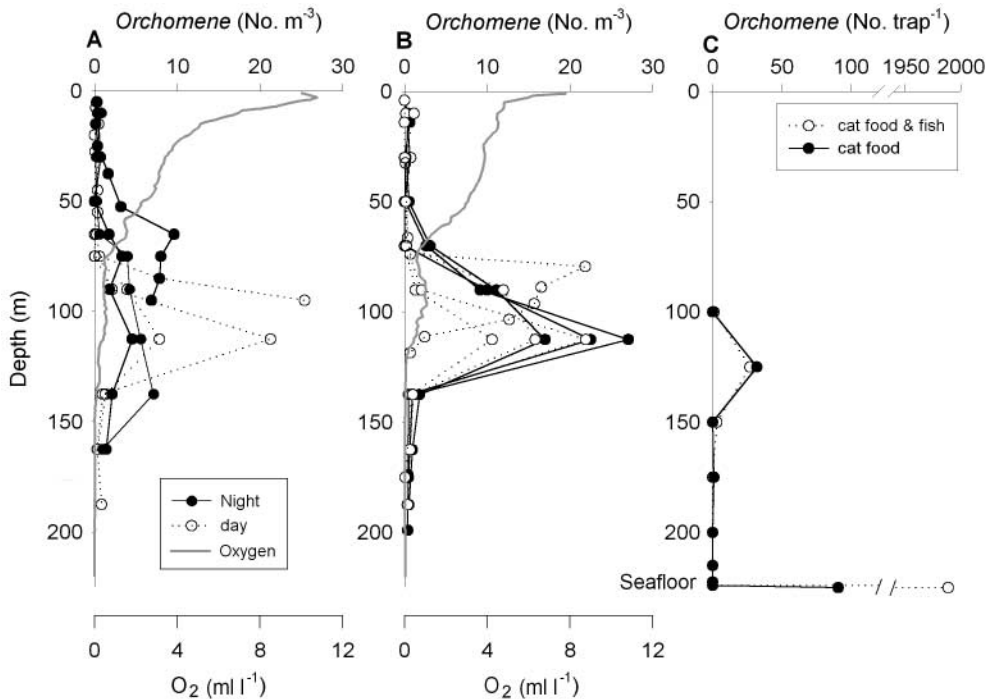 Orchomene (No. m-3)
Orchomene (No. m-3)
Orchomene (No. trap-1)
A
B
C
0 10 20 30
0 10 20 30
0 50 100 1950 2000
0
50
100
150
200
Depth (m)
0
50
100
150
200
0
50
100
150
200
Seafloor
cat food & fish
cat food
Night
day
Oxygen
0 4 8 12
0 4 8 12
O2 (ml l-1)
O2 (ml l-1)